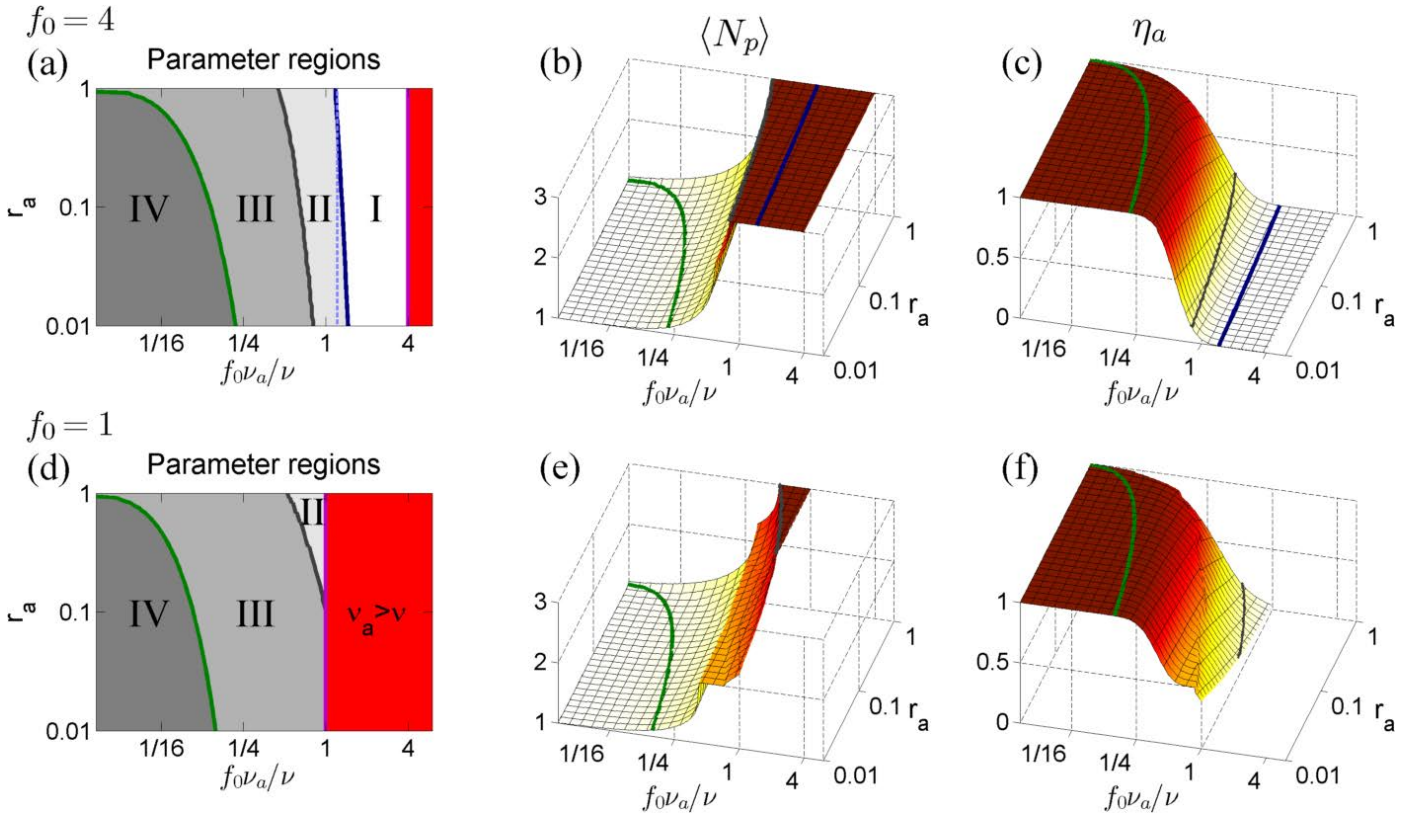 f₀ = 4
(a) Parameter regions
1
0.1
0.01
rₐ
IV III II I
1/16 1/4 1 4
f₀νₐ/ν
(b) ⟨Nₚ⟩
3
2
1
1/16 1/4 1 4
f₀νₐ/ν
0.01 0.1 1
rₐ
(c) ηₐ
1
0.5
0
1/16 1/4 1 4
f₀νₐ/ν
0.01 0.1 1
rₐ
f₀ = 1
(d) Parameter regions
1
0.1
0.01
rₐ
IV III II
νₐ>ν
1/16 1/4 1 4
f₀νₐ/ν
(e)
3
2
1
1/16 1/4 1 4
f₀νₐ/ν
0.01 0.1 1
rₐ
(f)
1
0.5
0
1/16 1/4 1 4
f₀νₐ/ν
0.01 0.1 1
rₐ